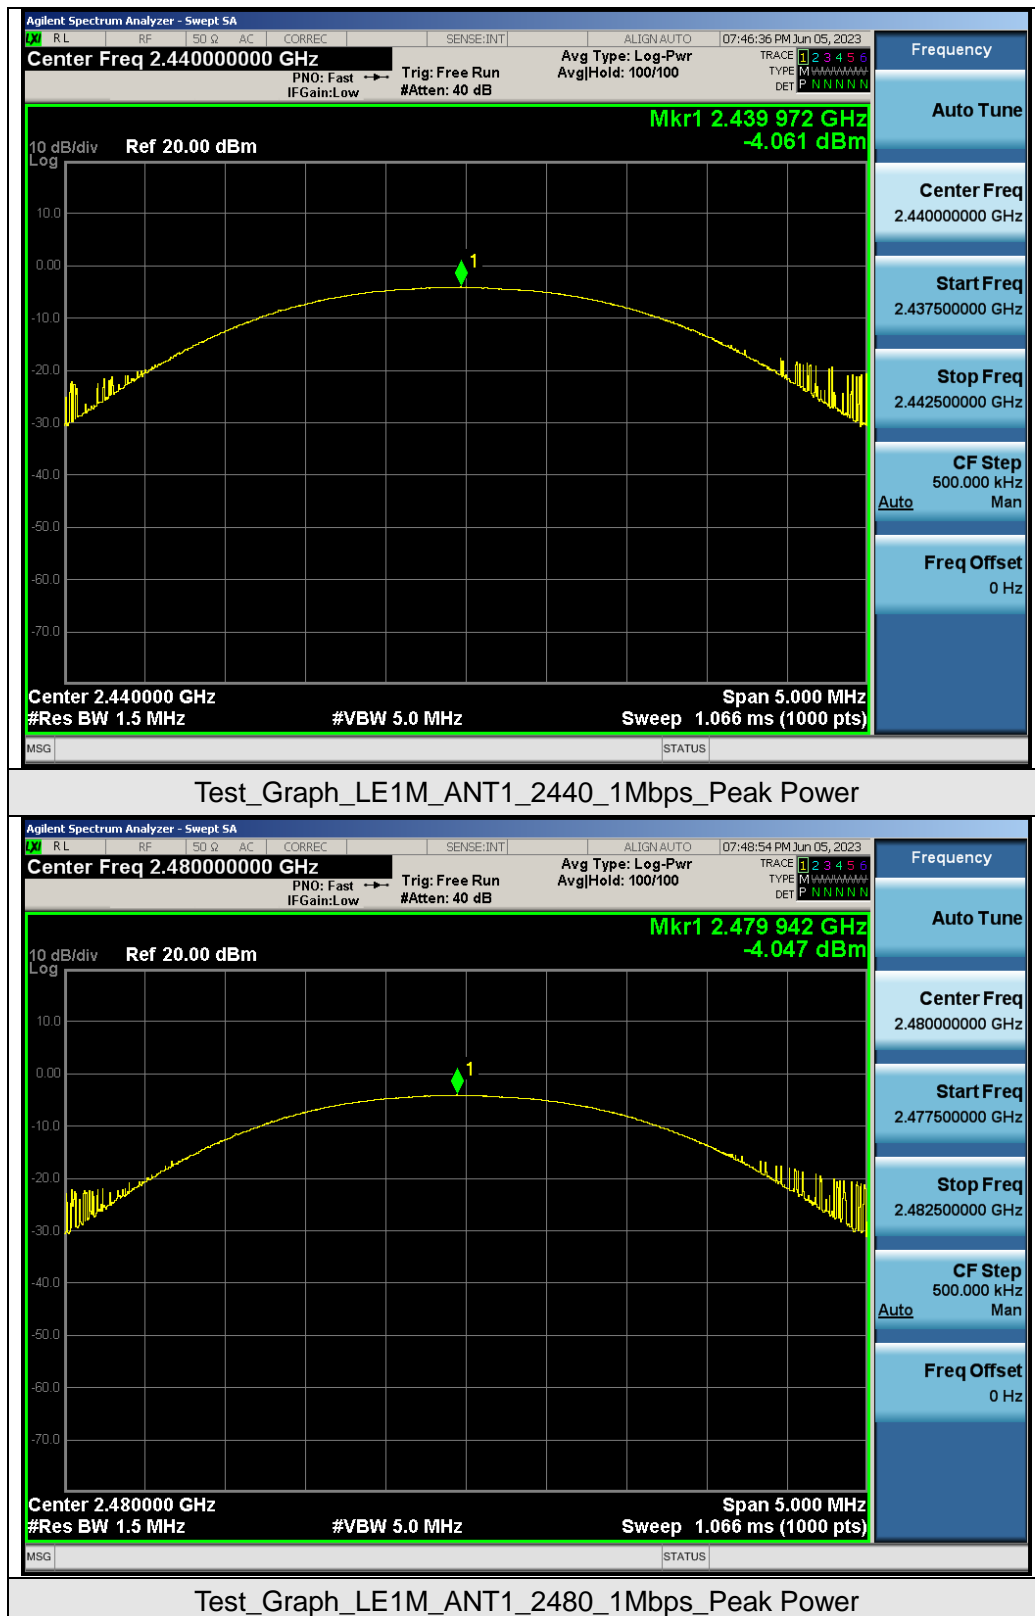 Agilent Spectrum Analyzer - Swept SA
LXI RL RF 50 Ω AC CORREC SENSE:INT ALIGN AUTO 07:46:36 PM Jun 05, 2023
Center Freq 2.440000000 GHz
PNO: Fast
IFGain:Low
Trig: Free Run
#Atten: 40 dB
Avg Type: Log-Pwr
Avg|Hold: 100/100
TRACE 1 2 3 4 5 6
TYPE M WWWWW
DET P N N N N N
Mkr1 2.439 972 GHz
-4.061 dBm
10 dB/div Ref 20.00 dBm
Log
10.0
0.00
-10.0
-20.0
-30.0
-40.0
-50.0
-60.0
-70.0
1
Center 2.440000 GHz Span 5.000 MHz
#Res BW 1.5 MHz #VBW 5.0 MHz Sweep 1.066 ms (1000 pts)
MSG STATUS
Frequency
Auto Tune
Center Freq
2.440000000 GHz
Start Freq
2.437500000 GHz
Stop Freq
2.442500000 GHz
CF Step
500.000 kHz
Auto Man
Freq Offset
0 Hz
Test_Graph_LE1M_ANT1_2440_1Mbps_Peak Power
Agilent Spectrum Analyzer - Swept SA
LXI RL RF 50 Ω AC CORREC SENSE:INT ALIGN AUTO 07:48:54 PM Jun 05, 2023
Center Freq 2.480000000 GHz
PNO: Fast
IFGain:Low
Trig: Free Run
#Atten: 40 dB
Avg Type: Log-Pwr
Avg|Hold: 100/100
TRACE 1 2 3 4 5 6
TYPE M WWWWW
DET P N N N N N
Mkr1 2.479 942 GHz
-4.047 dBm
10 dB/div Ref 20.00 dBm
Log
10.0
0.00
-10.0
-20.0
-30.0
-40.0
-50.0
-60.0
-70.0
1
Center 2.480000 GHz Span 5.000 MHz
#Res BW 1.5 MHz #VBW 5.0 MHz Sweep 1.066 ms (1000 pts)
MSG STATUS
Frequency
Auto Tune
Center Freq
2.480000000 GHz
Start Freq
2.477500000 GHz
Stop Freq
2.482500000 GHz
CF Step
500.000 kHz
Auto Man
Freq Offset
0 Hz
Test_Graph_LE1M_ANT1_2480_1Mbps_Peak Power